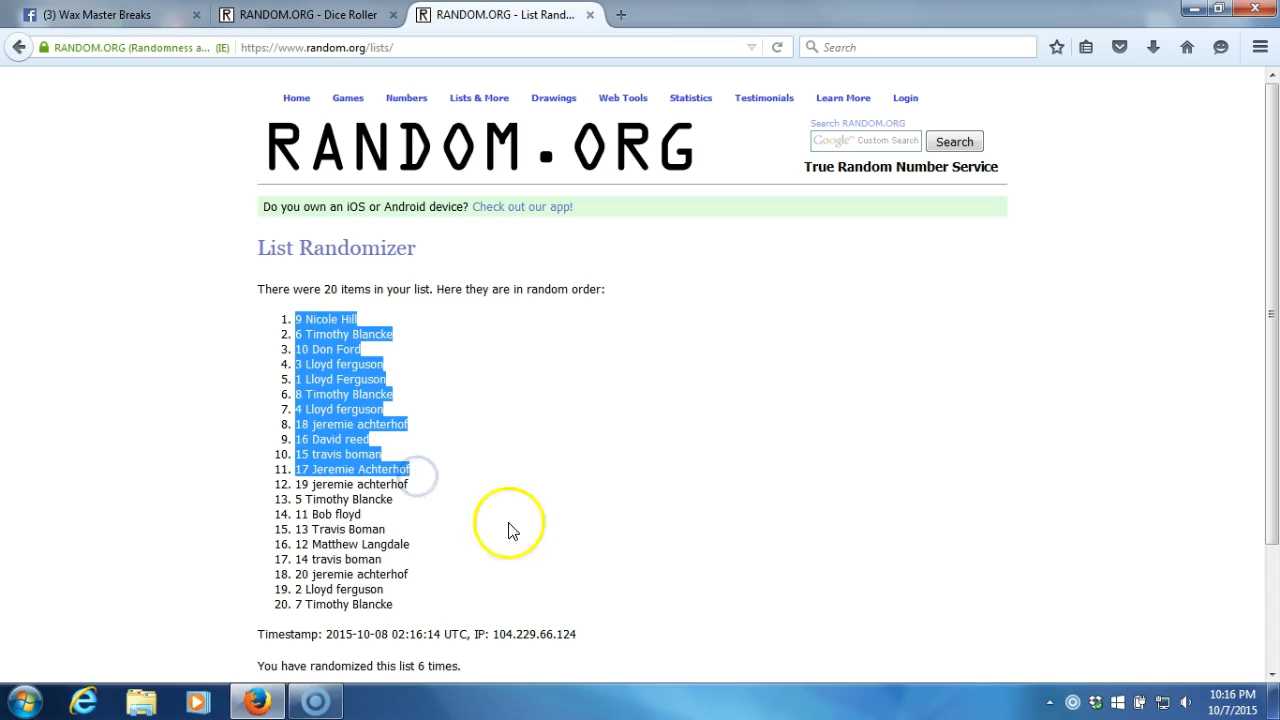 (3) Wax Master Breaks
RANDOM.ORG - Dice Roller
RANDOM.ORG - List Rand...
RANDOM.ORG (Randomness a... (IE)
https://www.random.org/lists/
Search
Home Games Numbers Lists & More Drawings Web Tools Statistics Testimonials Learn More Login
RANDOM.ORG
Search RANDOM.ORG
Google™ Custom Search Search
True Random Number Service
Do you own an iOS or Android device? Check out our app!
List Randomizer
There were 20 items in your list. Here they are in random order:
1. 9 Nicole Hill
2. 6 Timothy Blancke
3. 10 Don Ford
4. 3 Lloyd ferguson
5. 1 Lloyd Ferguson
6. 8 Timothy Blancke
7. 4 Lloyd ferguson
8. 18 jeremie achterhof
9. 16 David reed
10. 15 travis boman
11. 17 Jeremie Achterhof
12. 19 jeremie achterhof
13. 5 Timothy Blancke
14. 11 Bob floyd
15. 13 Travis Boman
16. 12 Matthew Langdale
17. 14 travis boman
18. 20 jeremie achterhof
19. 2 Lloyd ferguson
20. 7 Timothy Blancke
Timestamp: 2015-10-08 02:16:14 UTC, IP: 104.229.66.124
You have randomized this list 6 times.
10:16 PM
10/7/2015